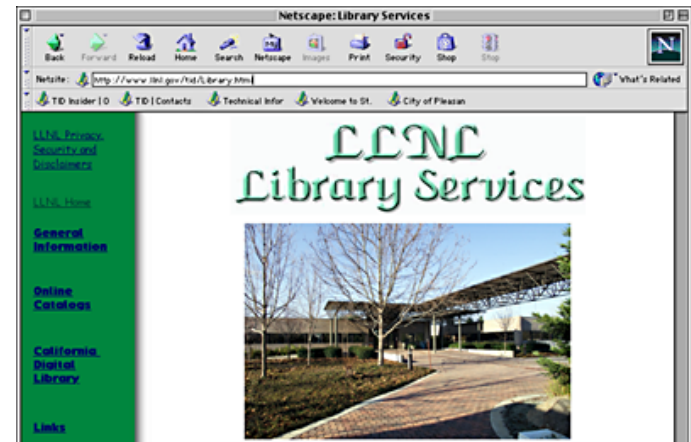 Netscape: Library Services
Back Forward Reload Home Search Netscape Images Print Security Shop Stop
N
Netsite: http://www.llnl.gov/tid/Library.html What's Related
TID Insider | O TID | Contacts Technical Infor Welcome to St. City of Pleasan
LLNL Privacy,
Security and
Disclaimers
LLNL Home
General
Information
Online
Catalogs
California
Digital
Library
Links
LLNL
Library Services